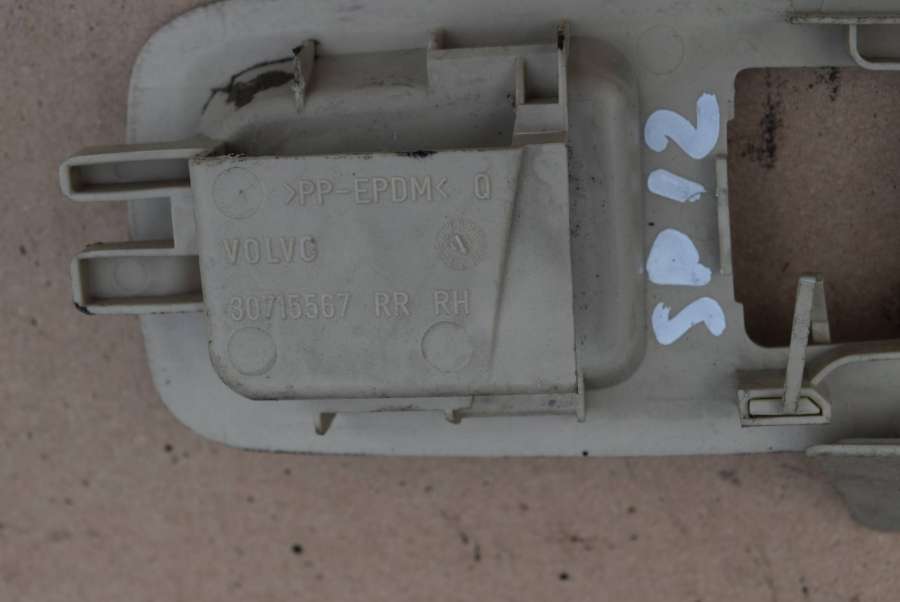 >PP-EPDM< Q
VOLVO
30715567 RR RH
SP12